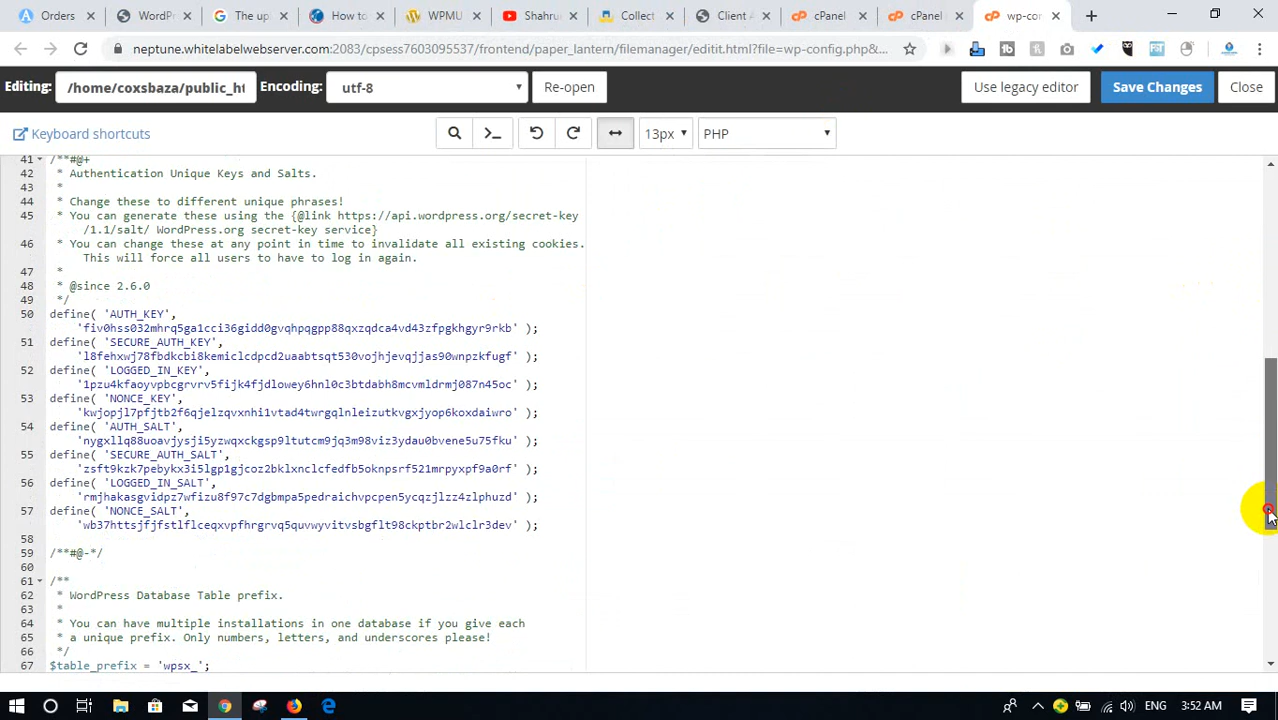 Orders
WordPr
The up
How to
WPMU
Shahru
Collect
Client A
cPanel
cPanel
wp-cor
neptune.whitelabelwebserver.com:2083/cpsess7603095537/frontend/paper_lantern/filemanager/editit.html?file=wp-config.php&...
Editing: /home/coxsbaza/public_ht Encoding: utf-8 Re-open Use legacy editor Save Changes Close
Keyboard shortcuts 13px PHP
41 /**#@+
42 * Authentication Unique Keys and Salts.
43 *
44 * Change these to different unique phrases!
45 * You can generate these using the {@link https://api.wordpress.org/secret-key
/1.1/salt/ WordPress.org secret-key service}
46 * You can change these at any point in time to invalidate all existing cookies.
This will force all users to have to log in again.
47 *
48 * @since 2.6.0
49 */
50 define( 'AUTH_KEY',
'fiv0hss032mhrq5ga1cci36gidd0gvqhpqgpp88qxzqdca4vd43zfpgkhgyr9rkb' );
51 define( 'SECURE_AUTH_KEY',
'l8fehxwj78fbdkcbi8kemiclcdpcd2uaabtsqt530vojhjevqjjas90wnpzkfugf' );
52 define( 'LOGGED_IN_KEY',
'1pzu4kfaoyvpbcgrvrv5fijk4fjdlowey6hnl0c3btdabh8mcvmldrmj087n45oc' );
53 define( 'NONCE_KEY',
'kwjopjl7pfjtb2f6qjelzqvxnhi1vtad4twrgqlnleizutkvgxjyop6koxdaiwro' );
54 define( 'AUTH_SALT',
'nygxllq88uoavjysji5yzwqxckgsp9ltutcm9jq3m98viz3ydau0bvene5u75fku' );
55 define( 'SECURE_AUTH_SALT',
'zsft9kzk7pebykx3i5lgp1gjcoz2bklxnclcfedfb5oknpsrf521mrpyxpf9a0rf' );
56 define( 'LOGGED_IN_SALT',
'rmjhakasgvidpz7wfizu8f97c7dgbmpa5pedraichvpcpen5ycqzjlzz4zlphuzd' );
57 define( 'NONCE_SALT',
'wb37httsjfjfstlflceqxvpfhrgrvq5quvwyvitvsbgflt98ckptbr2wlclr3dev' );
58
59 /**#@-*/
60
61 /**
62 * WordPress Database Table prefix.
63 *
64 * You can have multiple installations in one database if you give each
65 * a unique prefix. Only numbers, letters, and underscores please!
66 */
67 $table_prefix = 'wpsx_';
ENG 3:52 AM